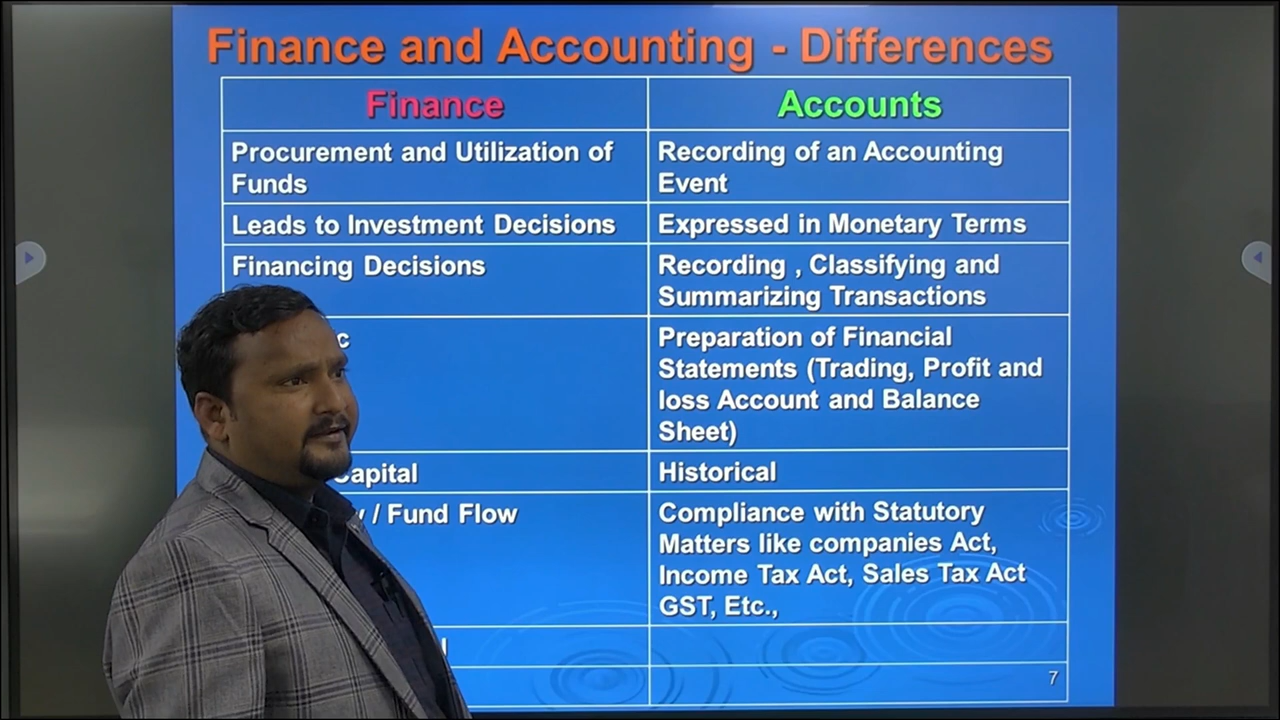 Finance and Accounting - Differences
Finance
Accounts
Procurement and Utilization of
Funds
Recording of an Accounting
Event
Leads to Investment Decisions
Expressed in Monetary Terms
Financing Decisions
Recording , Classifying and
Summarizing Transactions
Preparation of Financial
Statements (Trading, Profit and
loss Account and Balance
Sheet)
Capital
Historical
/ Fund Flow
Compliance with Statutory
Matters like companies Act,
Income Tax Act, Sales Tax Act
GST, Etc.,
7